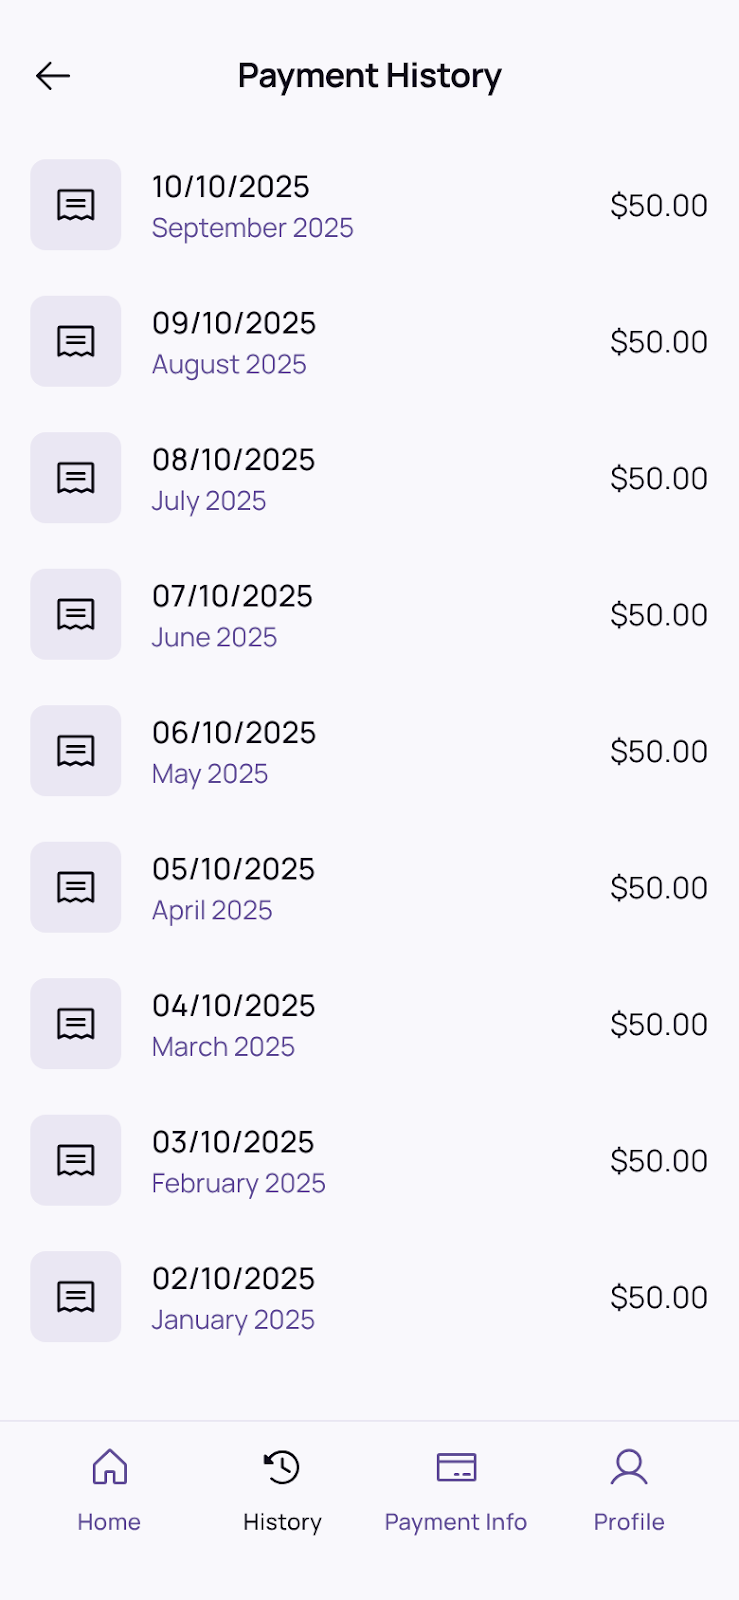 Payment History
10/10/2025
September 2025
$50.00
09/10/2025
August 2025
$50.00
08/10/2025
July 2025
$50.00
07/10/2025
June 2025
$50.00
06/10/2025
May 2025
$50.00
05/10/2025
April 2025
$50.00
04/10/2025
March 2025
$50.00
03/10/2025
February 2025
$50.00
02/10/2025
January 2025
$50.00
Home
History
Payment Info
Profile